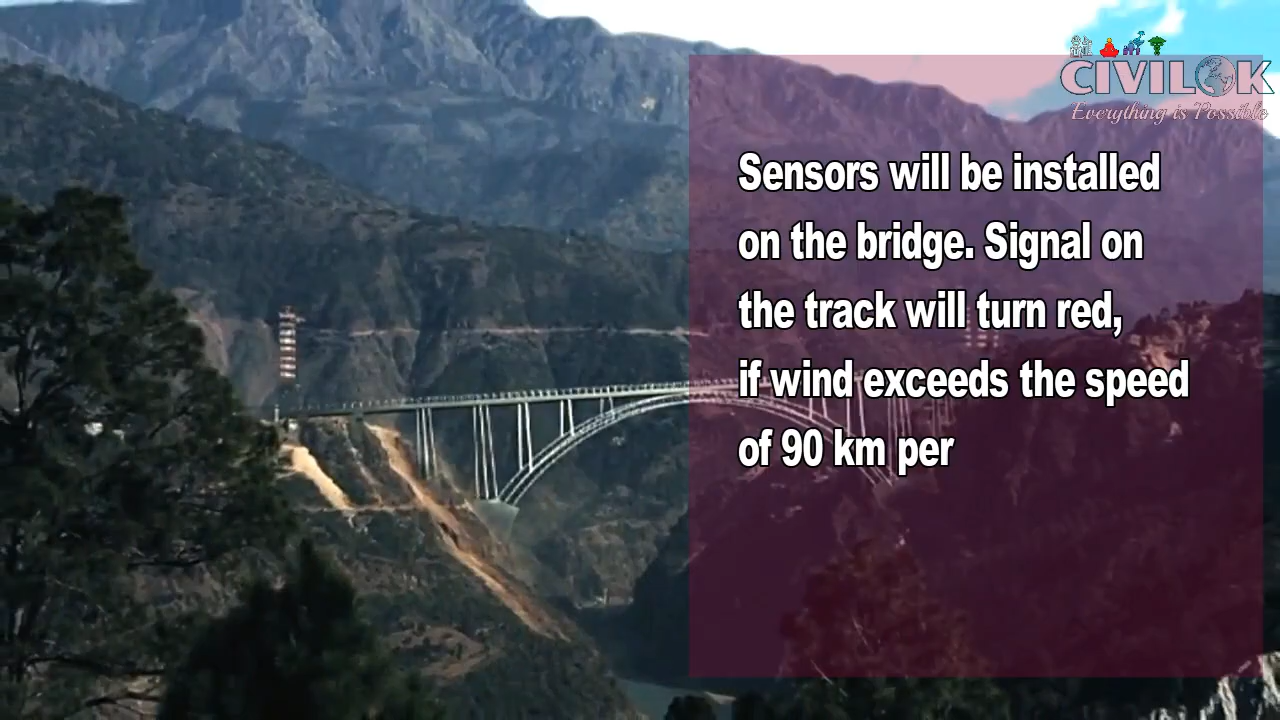 CIVILOK
Everything is Possible
Sensors will be installed
on the bridge. Signal on
the track will turn red,
if wind exceeds the speed
of 90 km per